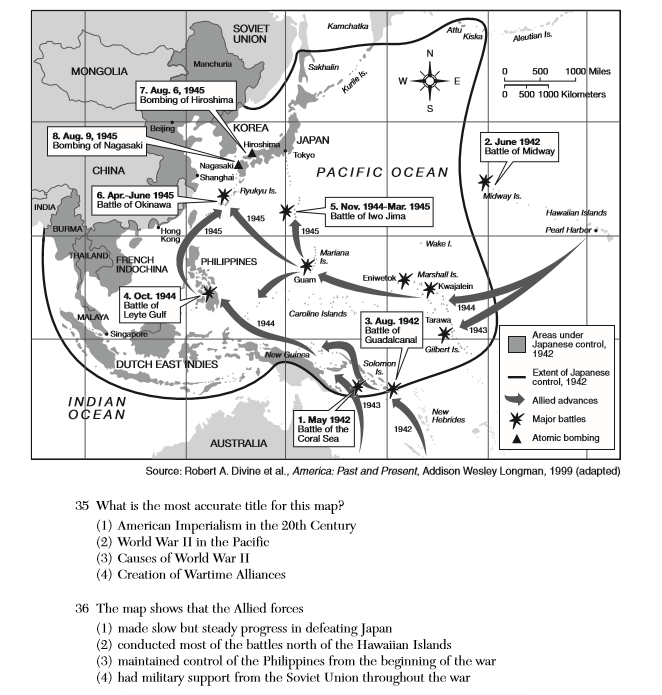 SOVIET
UNION
Kamchatka
Attu
Kiska
Aleutian Is.
MONGOLIA
Manchuria
Sakhalin
Kurile Is.
N
W E
S
0 500 1000 Miles
0 500 1000 Kilometers
7. Aug. 6, 1945
Bombing of Hiroshima
Beijing
KOREA
Hiroshima
JAPAN
Tokyo
8. Aug. 9, 1945
Bombing of Nagasaki
Nagasaki
Shanghai
CHINA
PACIFIC OCEAN
2. June 1942
Battle of Midway
Midway Is.
6. Apr.-June 1945
Battle of Okinawa
Ryukyu Is.
5. Nov. 1944-Mar. 1945
Battle of Iwo Jima
Hawaiian Islands
Pearl Harbor
INDIA
BURMA
Hong
Kong
1945
1945
1945
Wake I.
THAILAND
FRENCH
INDOCHINA
PHILIPPINES
Mariana
Is.
Guam
Eniwetok
Marshall Is.
Kwajalein
1944
4. Oct. 1944
Battle of
Leyte Gulf
Caroline Islands
3. Aug. 1942
Battle of
Guadalcanal
Tarawa
1943
Gilbert Is.
MALAYA
Singapore
1944
New Guinea
Solomon
Is.
DUTCH EAST INDIES
INDIAN
OCEAN
1. May 1942
Battle of the
Coral Sea
1943
1942
New
Hebrides
AUSTRALIA
Areas under
Japanese control,
1942
Extent of Japanese
control, 1942
Allied advances
Major battles
Atomic bombing
Source: Robert A. Divine et al., America: Past and Present, Addison Wesley Longman, 1999 (adapted)
35 What is the most accurate title for this map?
(1) American Imperialism in the 20th Century
(2) World War II in the Pacific
(3) Causes of World War II
(4) Creation of Wartime Alliances
36 The map shows that the Allied forces
(1) made slow but steady progress in defeating Japan
(2) conducted most of the battles north of the Hawaiian Islands
(3) maintained control of the Philippines from the beginning of the war
(4) had military support from the Soviet Union throughout the war